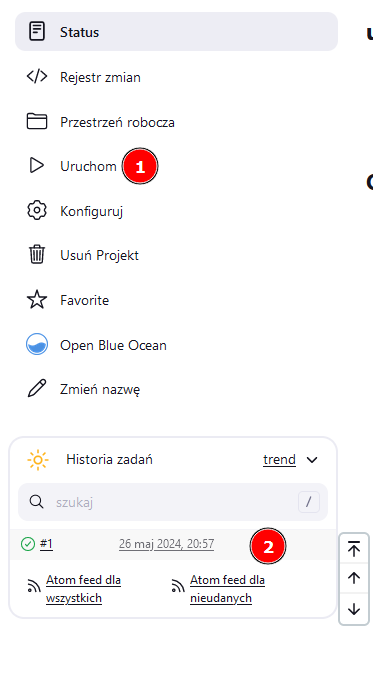 Status
Rejestr zmian
Przestrzeń robocza
Uruchom 1
Konfiguruj
Usuń Projekt
Favorite
Open Blue Ocean
Zmień nazwę
Historia zadań trend
szukaj /
#1 26 maj 2024, 20:57 2
Atom feed dla wszystkich
Atom feed dla nieudanych